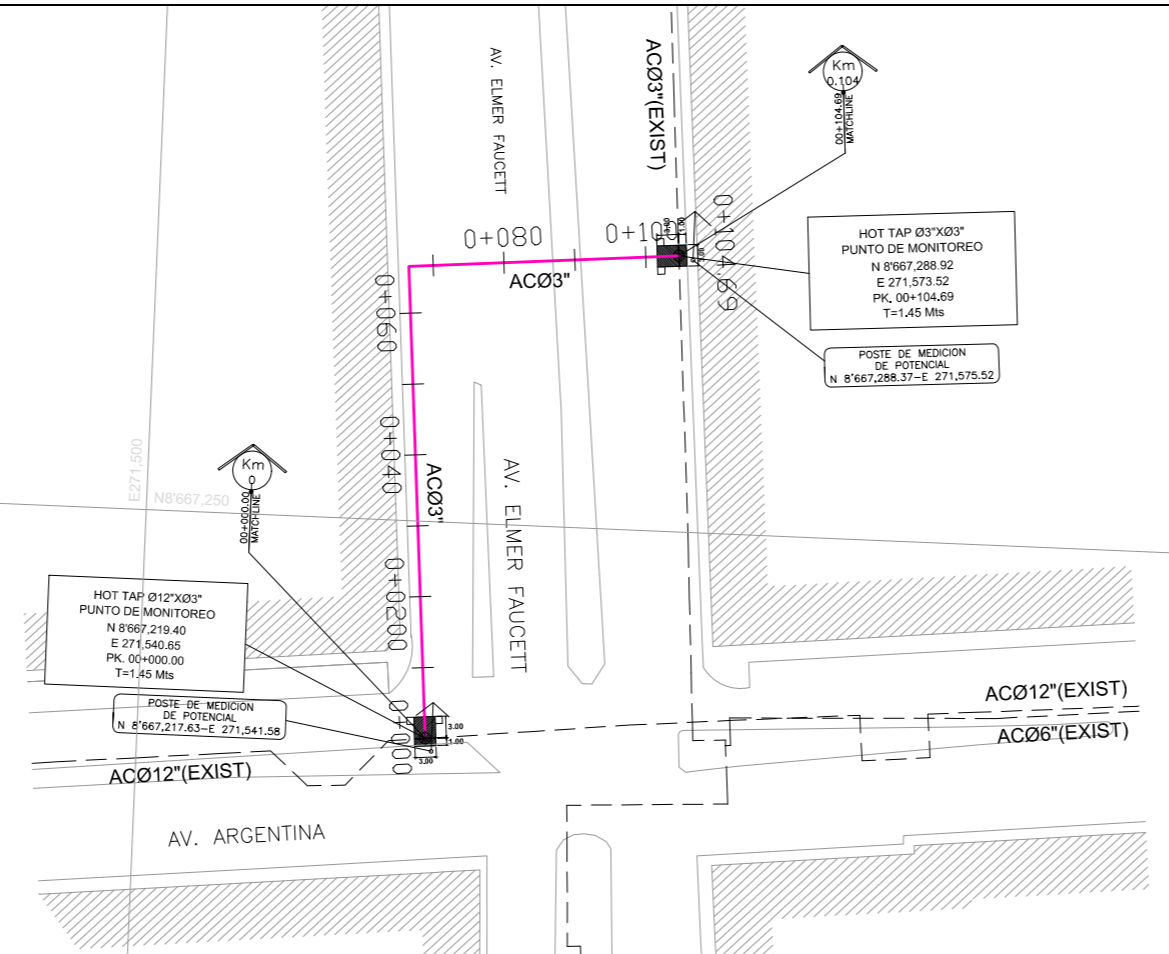 AV. ELMER FAUCETT
ACØ3"(EXIST)
Km
0.104
00+104.69
MATCHLINE
0+080
0+100
0+104.69
ACØ3"
HOT TAP Ø3"XØ3"
PUNTO DE MONITOREO
N 8'667,288.92
E 271,573.52
PK. 00+104.69
T=1.45 Mts
POSTE DE MEDICION
DE POTENCIAL
N 8'667,288.37-E 271,575.52
0+060
0+040
0+0200
0+000
ACØ3"
AV. ELMER FAUCETT
E271,500
N8'667,250
Km
0
00+000.00
MATCHLINE
HOT TAP Ø12"XØ3"
PUNTO DE MONITOREO
N 8'667,219.40
E 271,540.65
PK. 00+000.00
T=1.45 Mts
POSTE DE MEDICION
DE POTENCIAL
N 8'667,217.63-E 271,541.58
3.00
1.00
3.00
ACØ12"(EXIST)
ACØ12"(EXIST)
ACØ6"(EXIST)
AV. ARGENTINA